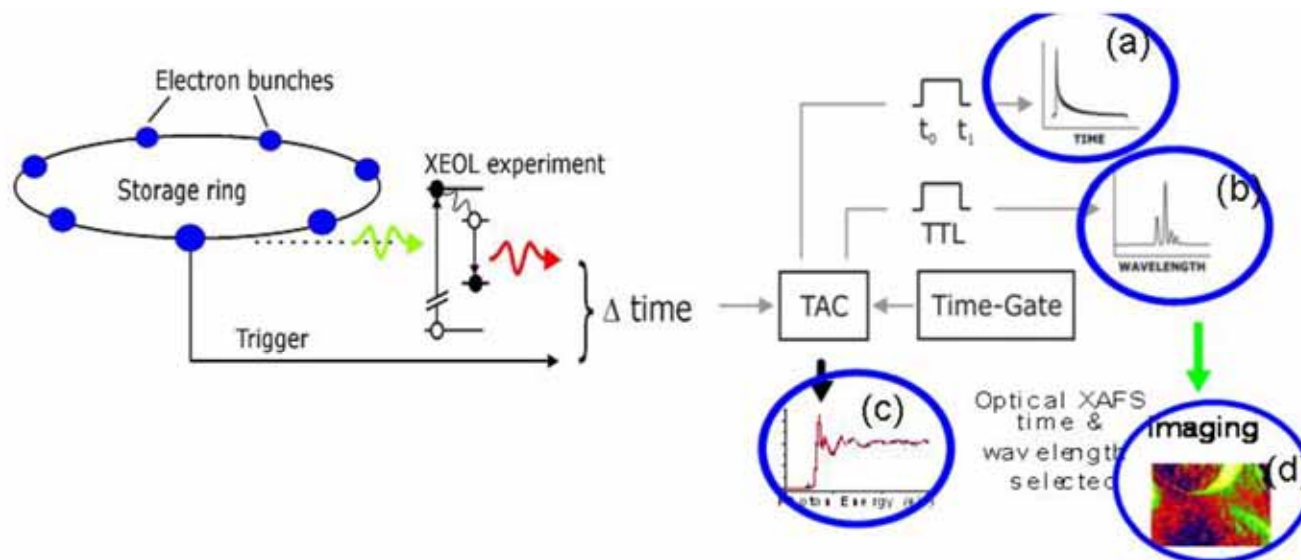 Electron bunches
Storage ring
XEOL experiment
Trigger
Δ time
t₀ t₁
TTL
TAC
Time-Gate
(a)
TIME
(b)
WAVELENGTH
(c)
Energy
Optical XAFS
time &
wavelength
selected
Imaging
(d)